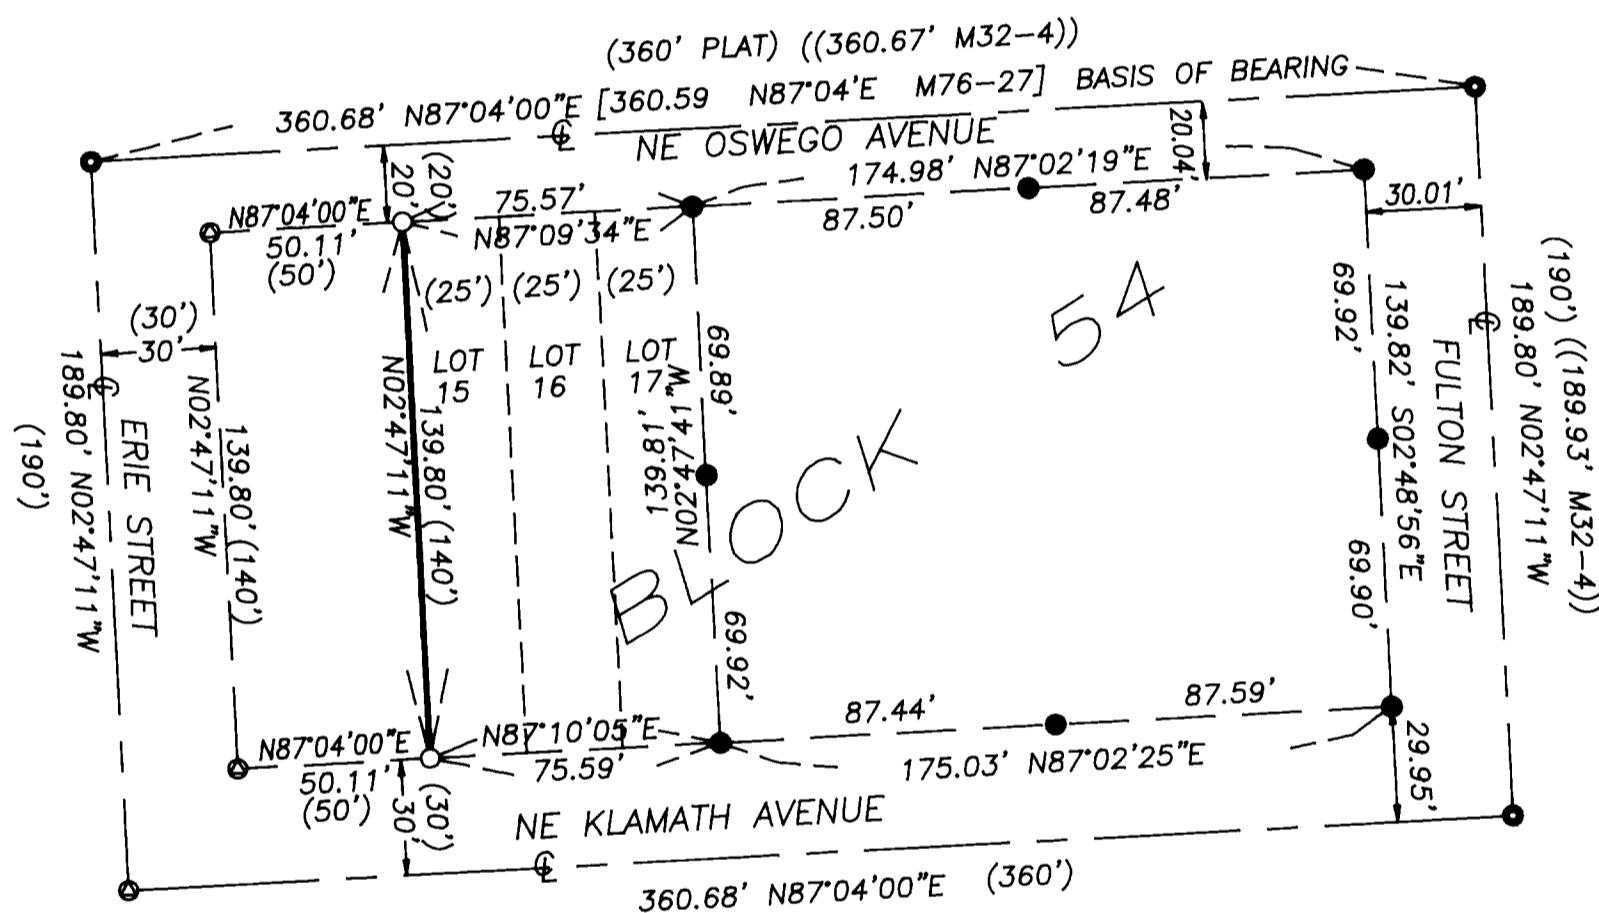 (360' PLAT) ((360.67' M32-4))
360.68' N87°04'00"E [360.59 N87°04'E M76-27] BASIS OF BEARING
℄
NE OSWEGO AVENUE
20'
(20')
20.04'
174.98' N87°02'19"E
87.50'
87.48'
75.57'
N87°09'34"E
N87°04'00"E
50.11'
(50')
30.01'
(25')
(25')
(25')
LOT
15
LOT
16
LOT
17
BLOCK 54
(30')
30'
℄
ERIE STREET
189.80' N02°47'11"W
(190')
139.80' (140')
N02°47'11"W
139.80' (140')
N02°47'11"W
69.89'
N02°47'41"W
139.81'
69.92'
69.92'
139.82' S02°48'56"E
69.90'
℄
FULTON STREET
(190') ((189.93' M32-4))
189.80' N02°47'11"W
N87°04'00"E
50.11'
(50')
N87°10'05"E
75.59'
87.44'
87.59'
175.03' N87°02'25"E
29.95'
(30')
30'
NE KLAMATH AVENUE
℄
360.68' N87°04'00"E (360')